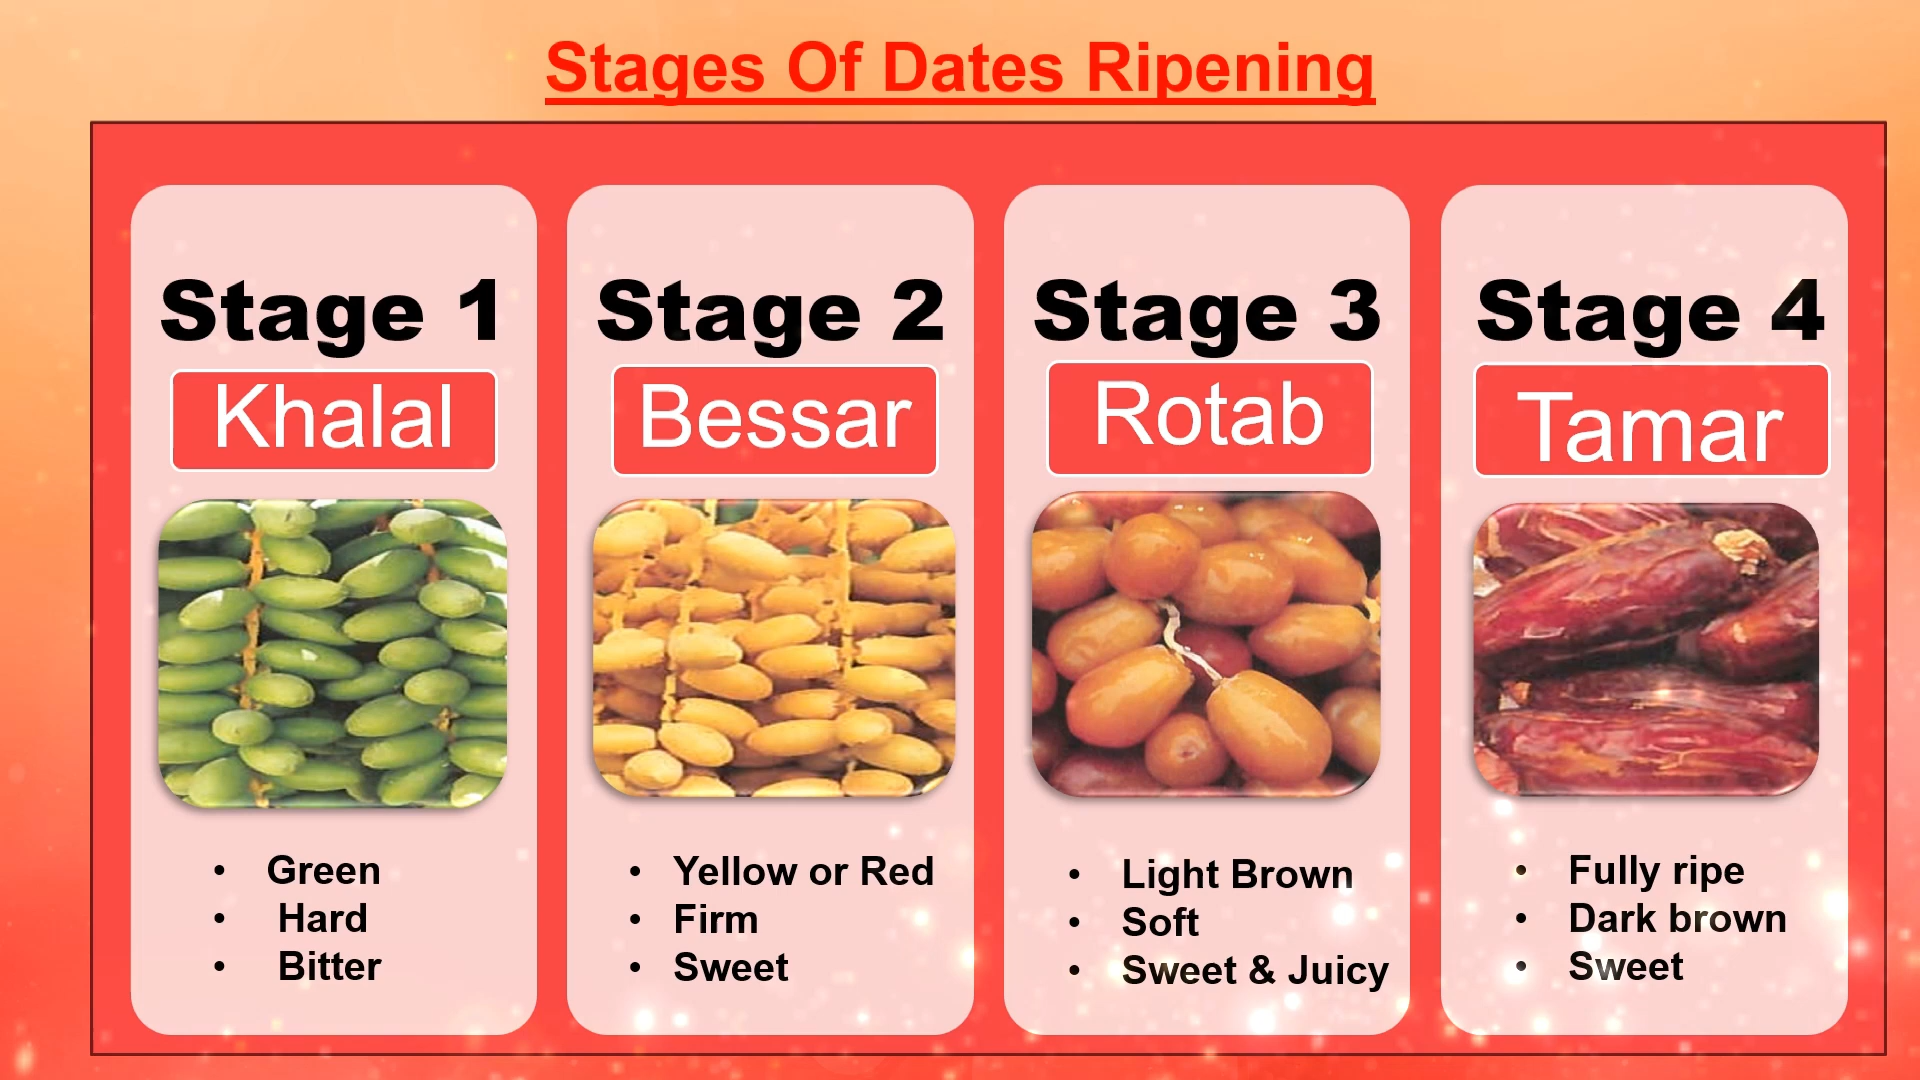 Stages Of Dates Ripening
Stage 1
Khalal
• Green
• Hard
• Bitter
Stage 2
Bessar
• Yellow or Red
• Firm
• Sweet
Stage 3
Rotab
• Light Brown
• Soft
• Sweet & Juicy
Stage 4
Tamar
• Fully ripe
• Dark brown
• Sweet